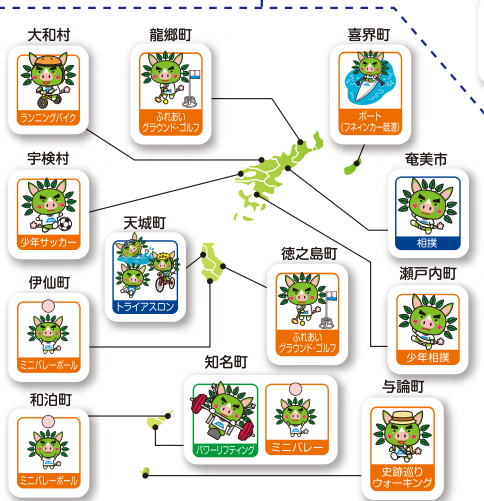 大和村
ランニングバイク
龍郷町
ふれあい
グラウンド・ゴルフ
喜界町
ボート
(フネィンカー競漕)
宇検村
少年サッカー
奄美市
相撲
天城町
トライアスロン
徳之島町
ふれあい
グラウンド・ゴルフ
瀬戸内町
少年相撲
伊仙町
ミニバレーボール
知名町
パワーリフティング
ミニバレー
和泊町
ミニバレーボール
与論町
史跡巡り
ウォーキング